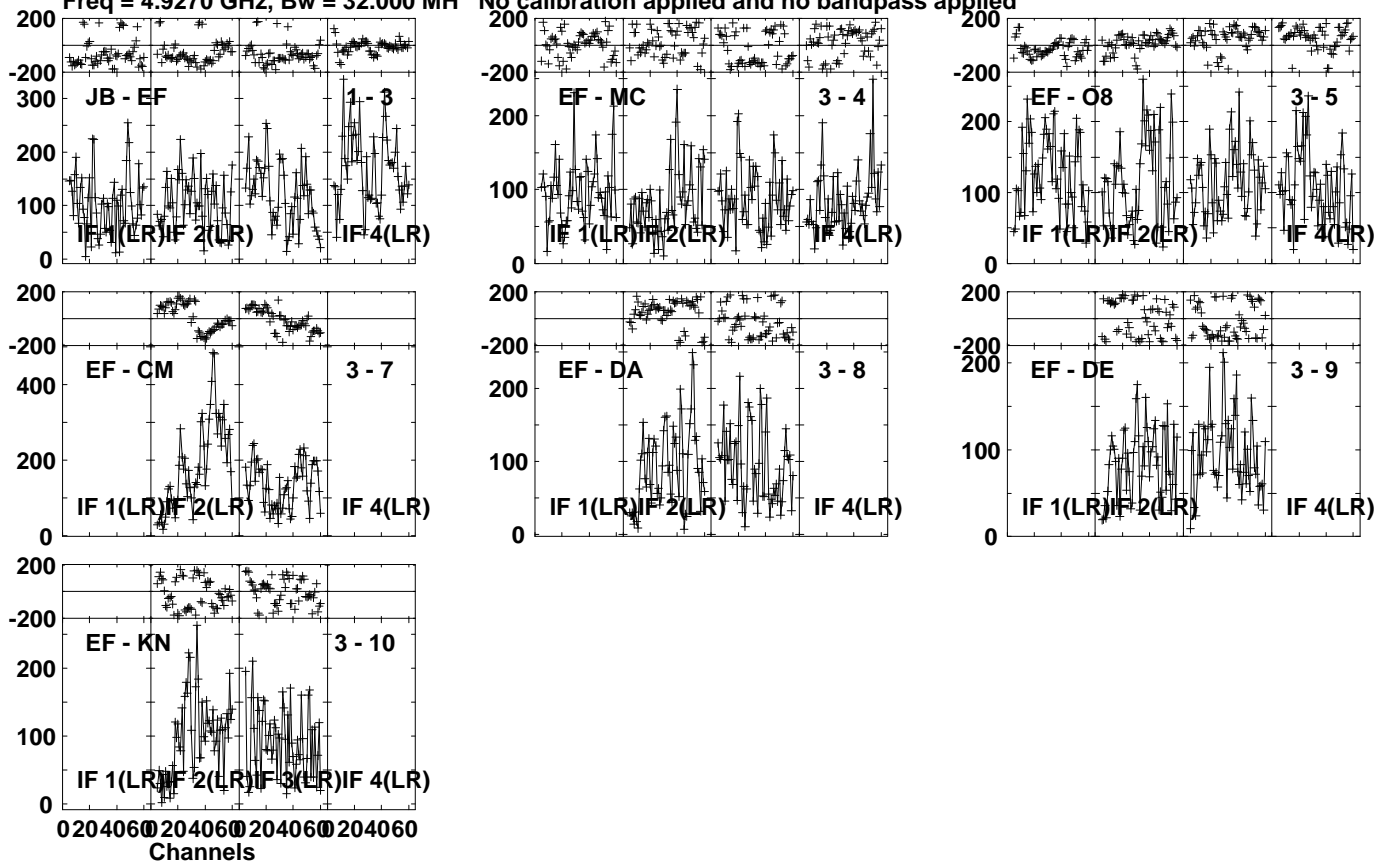 Freq = 4.9270 GHz, Bw = 32.000 MH No calibration applied and no bandpass applied
200
-200
JB - EF 1 - 3
300
200
100
0
IF 1(LR) IF 2(LR) IF 4(LR)
200
-200
EF - MC 3 - 4
200
100
0
IF 1(LR) IF 2(LR) IF 4(LR)
200
-200
EF - O8 3 - 5
200
100
0
IF 1(LR) IF 2(LR) IF 4(LR)
200
-200
EF - CM 3 - 7
400
200
0
IF 1(LR) IF 2(LR) IF 4(LR)
200
-200
EF - DA 3 - 8
200
100
0
IF 1(LR) IF 2(LR) IF 4(LR)
200
-200
EF - DE 3 - 9
200
100
0
IF 1(LR) IF 2(LR) IF 4(LR)
200
-200
EF - KN 3 - 10
200
100
0
IF 1(LR) IF 2(LR) IF 3(LR) IF 4(LR)
0 20 40 60 0 20 40 60 0 20 40 60 0 20 40 60
Channels